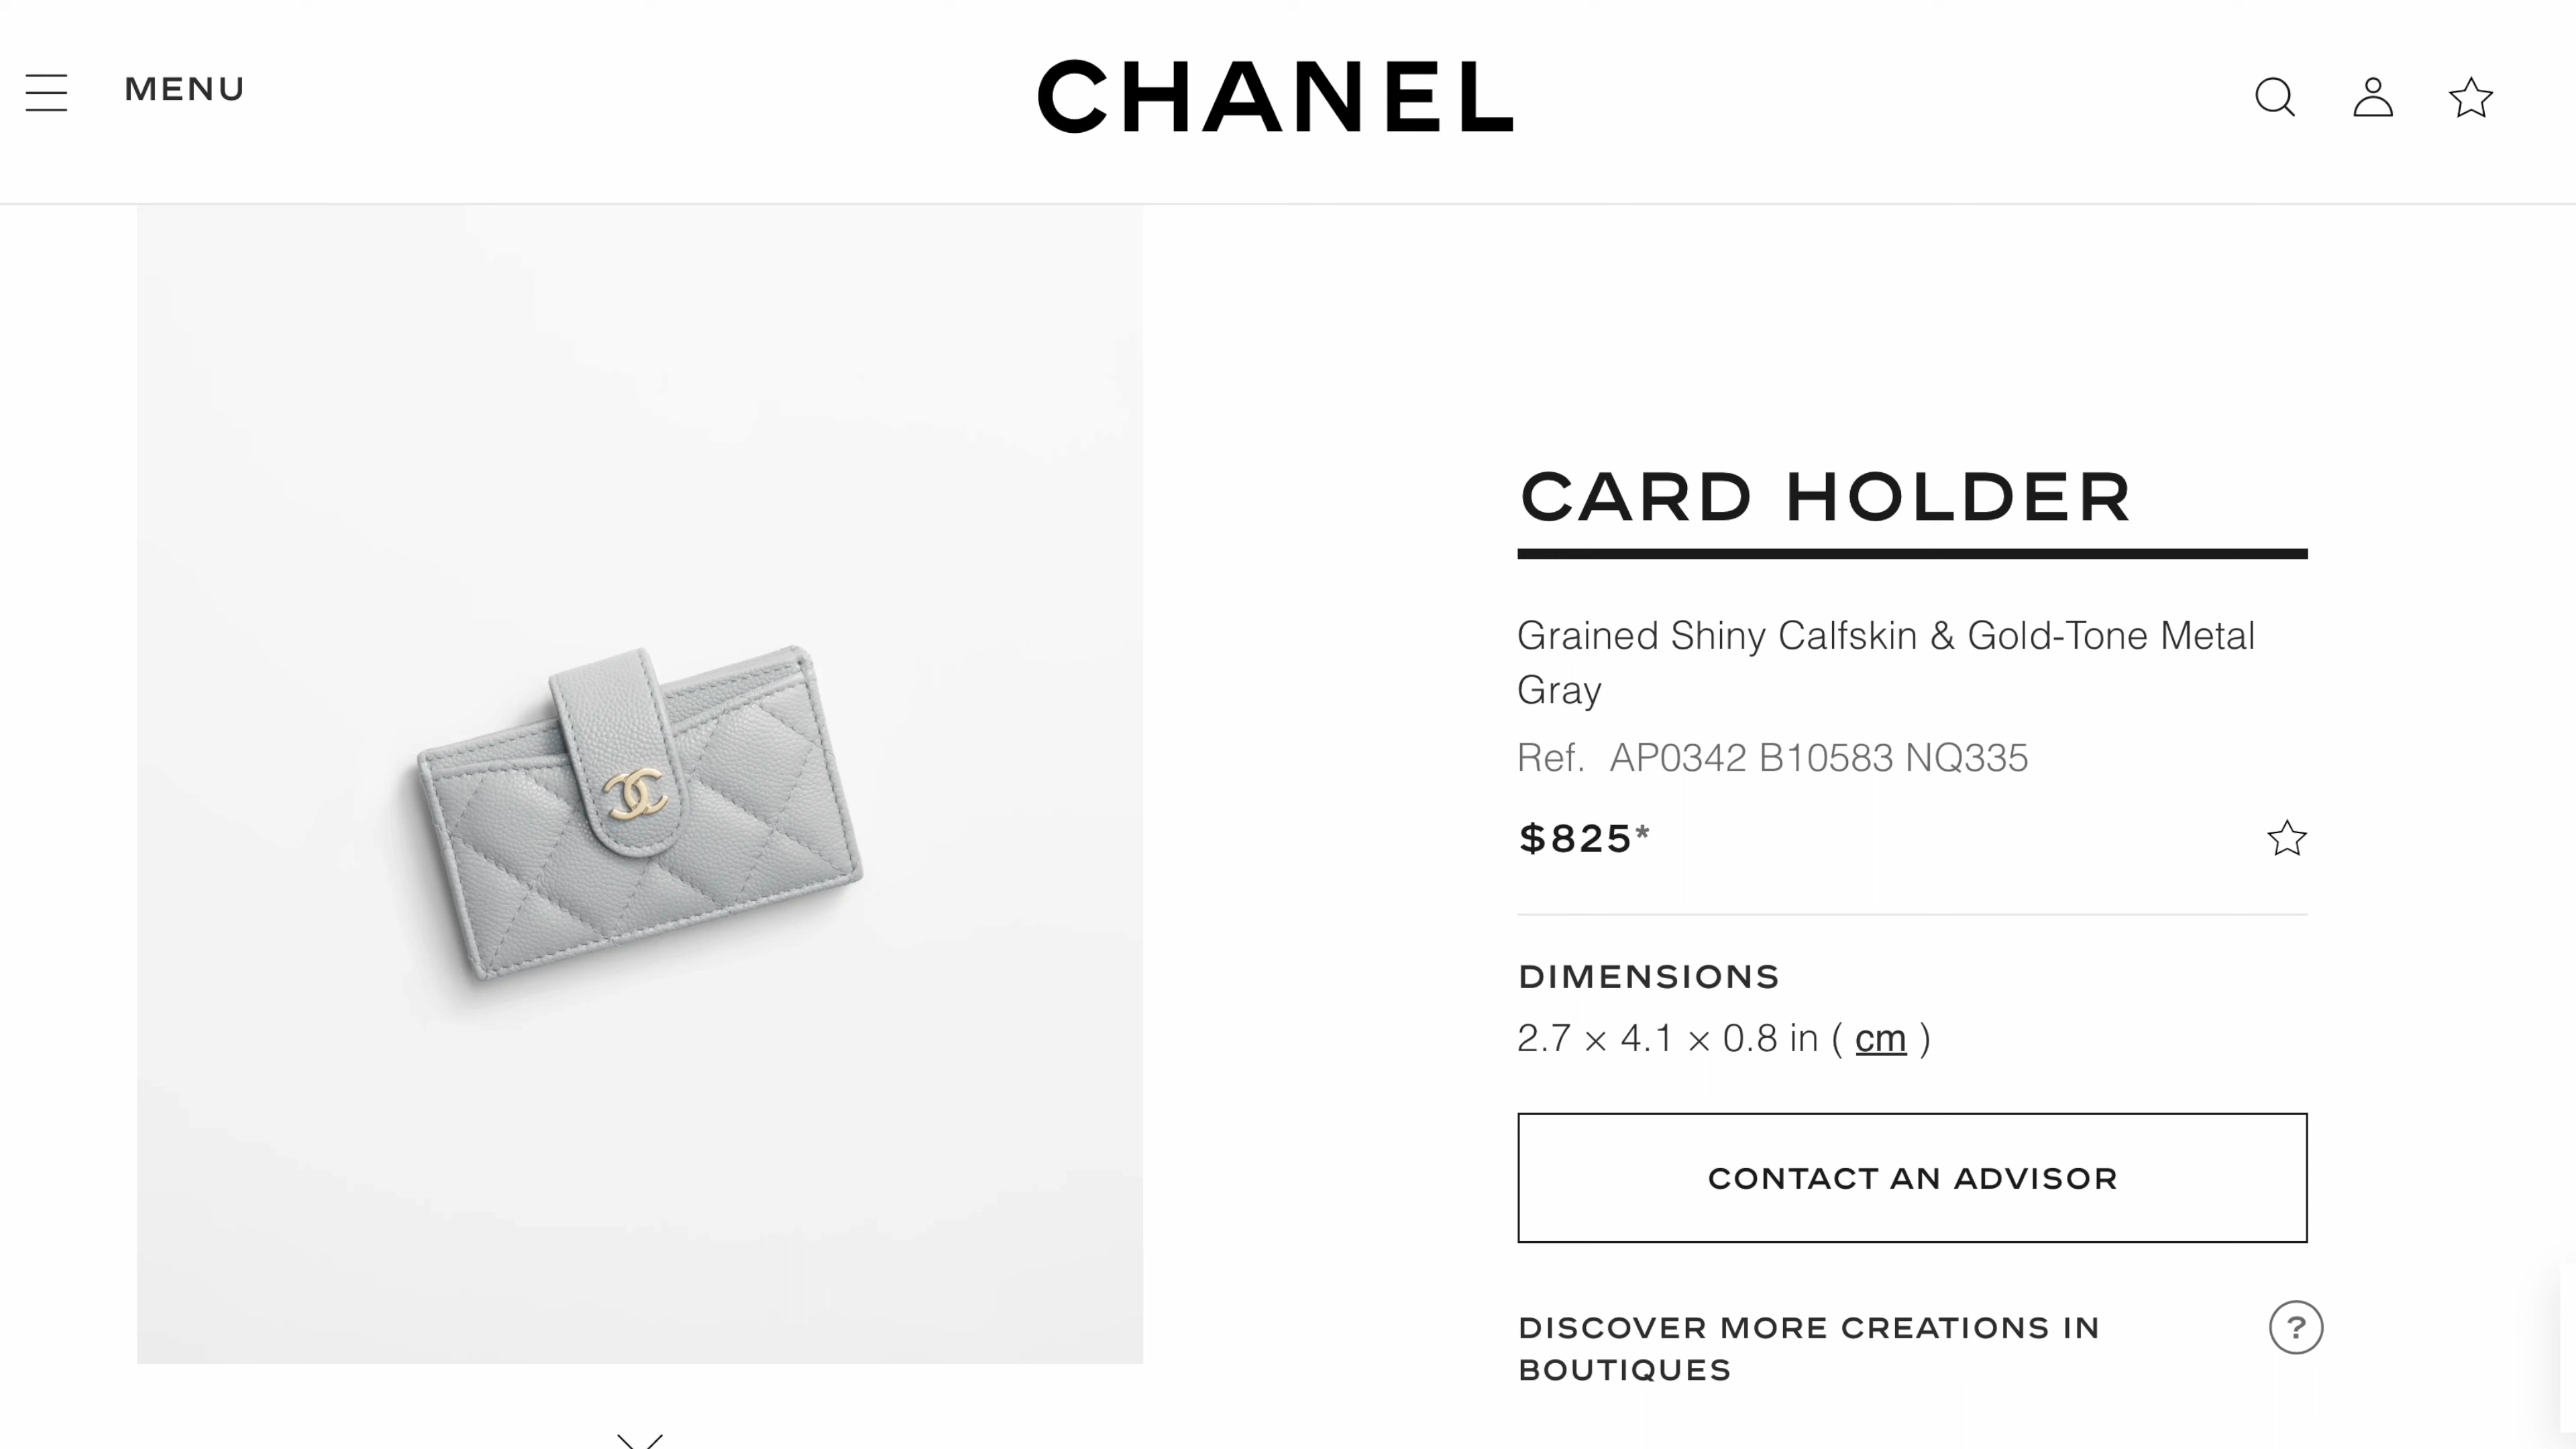 MENU
CHANEL
CARD HOLDER
Grained Shiny Calfskin & Gold-Tone Metal
Gray
Ref. AP0342 B10583 NQ335
$825*
DIMENSIONS
2.7 × 4.1 × 0.8 in ( cm )
CONTACT AN ADVISOR
DISCOVER MORE CREATIONS IN
BOUTIQUES
?